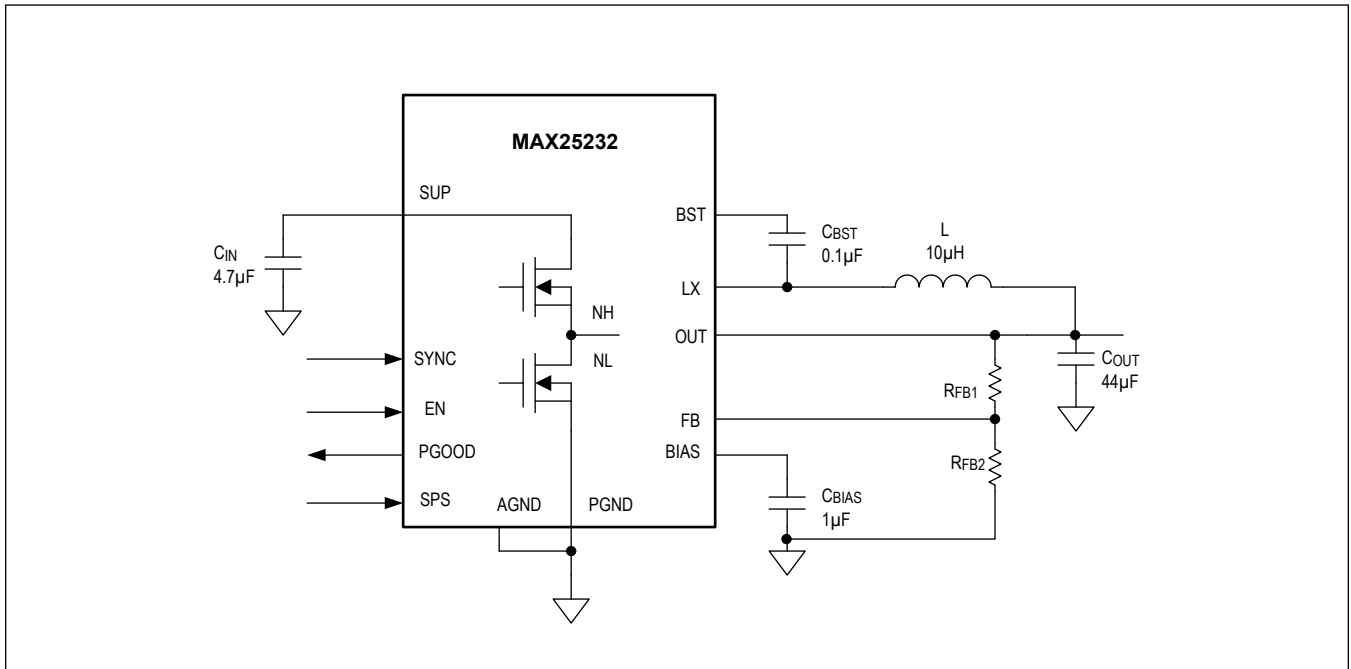 MAX25232
SUP
BST
CBST
0.1µF
L
10µH
CIN
4.7µF
LX
NH
OUT
SYNC
NL
COUT
44µF
RFB1
EN
FB
PGOOD
BIAS
RFB2
SPS
AGND
PGND
CBIAS
1µF